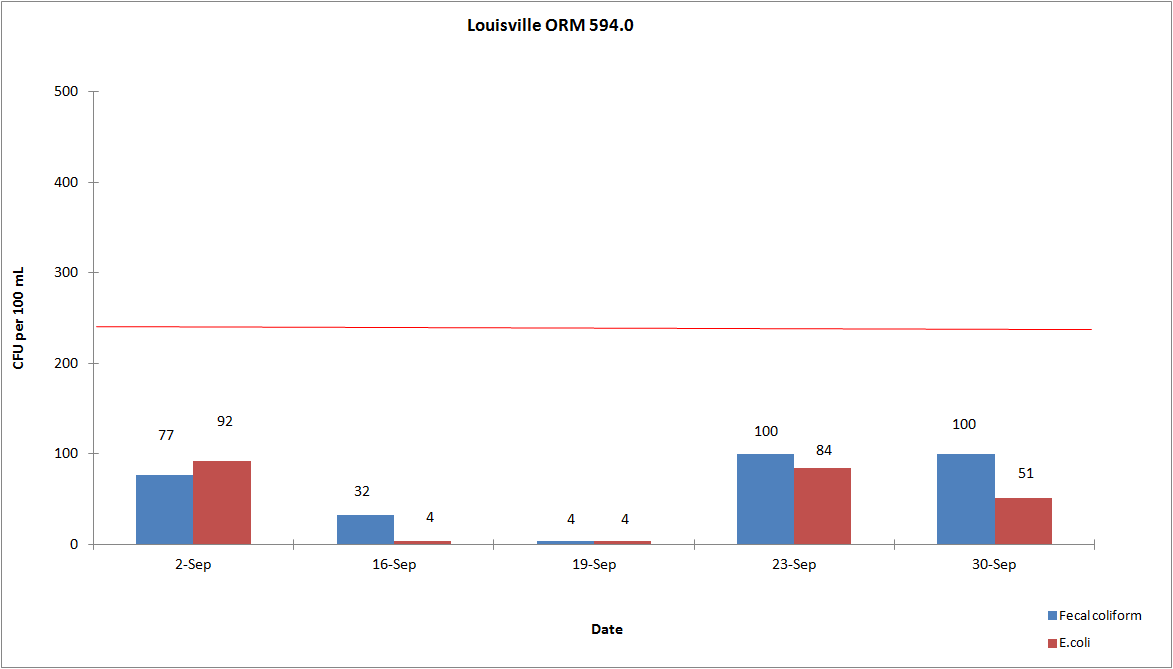 Louisville ORM 594.0
500
400
300
200
100
0
CFU per 100 mL
77
92
32
4
4
4
100
84
100
51
2-Sep
16-Sep
19-Sep
23-Sep
30-Sep
Date
Fecal coliform
E.coli